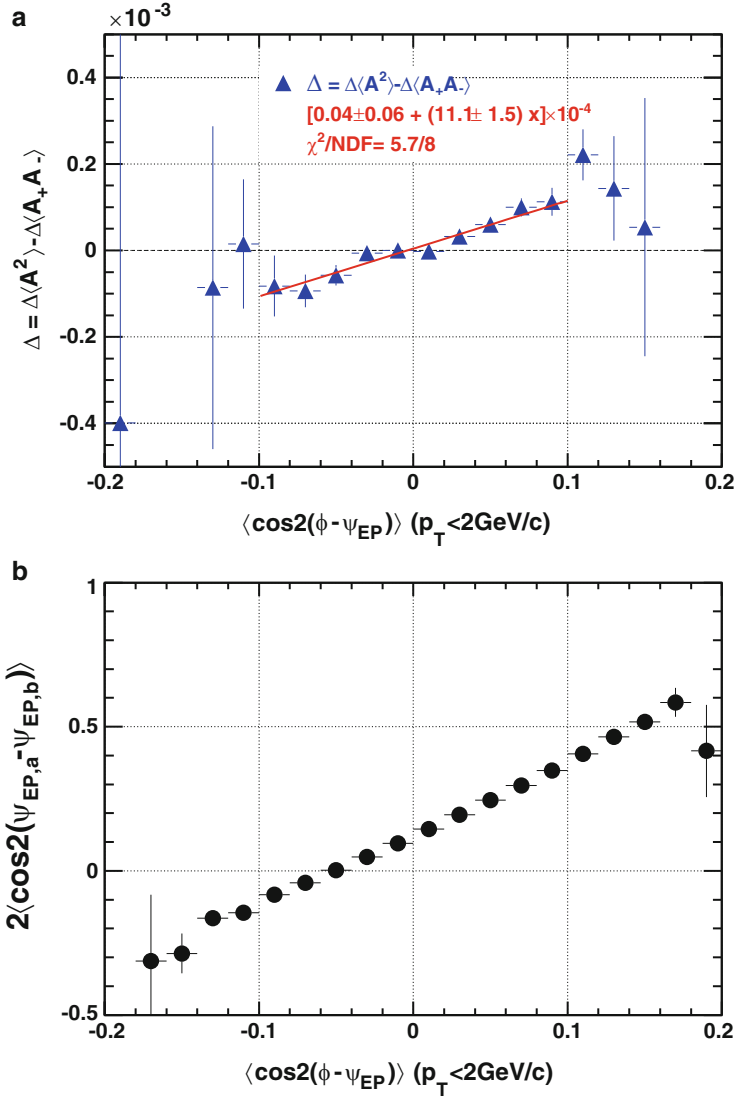 a
×10⁻³
Δ = Δ⟨A²⟩-Δ⟨A₊A₋⟩
[0.04±0.06 + (11.1± 1.5) x]×10⁻⁴
χ²/NDF= 5.7/8
0.4
0.2
0
-0.2
-0.4
Δ = Δ⟨A²⟩-Δ⟨A₊A₋⟩
-0.2 -0.1 0 0.1 0.2
⟨cos2(ϕ-ψ_EP)⟩ (p_T<2GeV/c)
b
1
0.5
0
-0.5
2⟨cos2(ψ_EP,a-ψ_EP,b)⟩
-0.2 -0.1 0 0.1 0.2
⟨cos2(ϕ-ψ_EP)⟩ (p_T<2GeV/c)